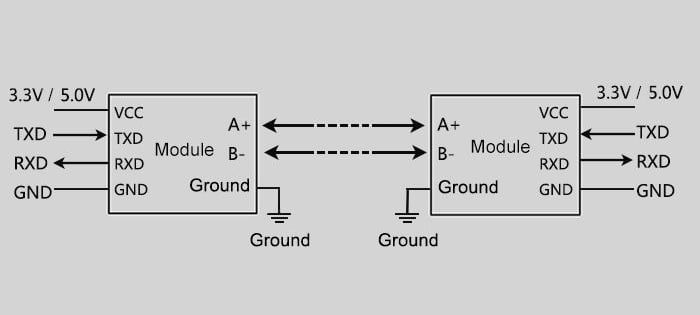 3.3V / 5.0V
VCC
TXD
TXD
RXD
RXD
GND
GND
Module
A+
B-
Ground
Ground
A+
B-
Ground
Ground
Module
3.3V / 5.0V
VCC
TXD
TXD
RXD
RXD
GND
GND